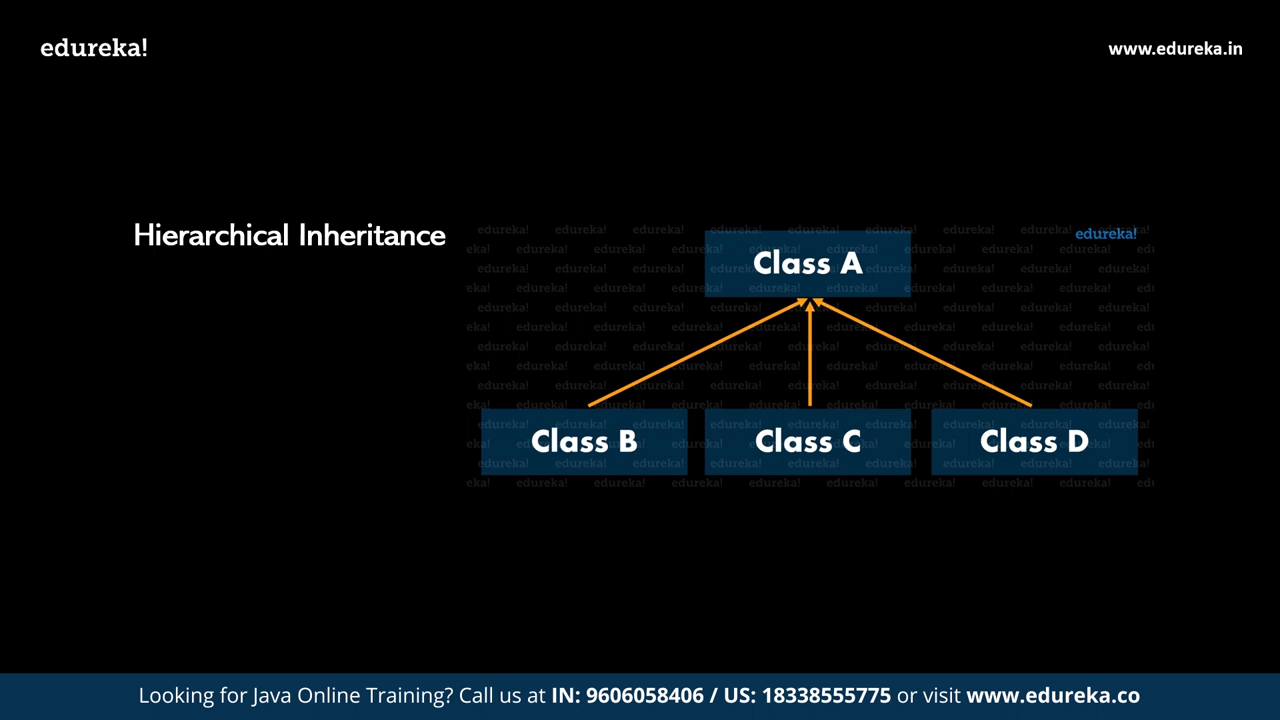 edureka!
www.edureka.in
Hierarchical Inheritance
edureka!
Class A
Class B
Class C
Class D
Looking for Java Online Training? Call us at IN: 9606058406 / US: 18338555775 or visit www.edureka.co